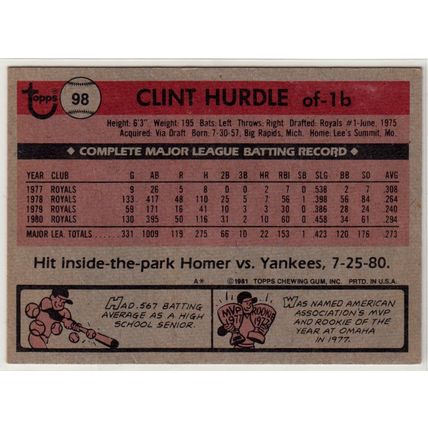 topps
98
CLINT HURDLE of-1b
Height: 6'3" Weight: 195 Bats: Left Throws: Right Drafted: Royals #1-June, 1975
Acquired: Via Draft Born: 7-30-57, Big Rapids, Mich. Home: Lee's Summit, Mo.
COMPLETE MAJOR LEAGUE BATTING RECORD
YEAR CLUB G AB R H 2B 3B HR RBI SB SLG BB SO AVG
1977 ROYALS 9 26 5 8 0 0 2 7 0 .538 2 7 .308
1978 ROYALS 133 417 48 110 25 5 7 56 1 .398 56 84 .264
1979 ROYALS 59 171 16 41 10 3 3 30 0 .386 28 24 .240
1980 ROYALS 130 395 50 116 31 2 10 60 0 .458 34 61 .294
MAJOR LEA. TOTALS 331 1009 119 275 66 10 22 153 1 .420 120 176 .273
Hit inside-the-park Homer vs. Yankees, 7-25-80.
A* ©1981 TOPPS CHEWING GUM, INC. PRTD. IN U.S.A.
HAD .567 BATTING
AVERAGE AS A HIGH
SCHOOL SENIOR.
MVP 1977
ROOKIE 1977
WAS NAMED AMERICAN
ASSOCIATION'S MVP
AND ROOKIE OF THE
YEAR AT OMAHA
IN 1977.